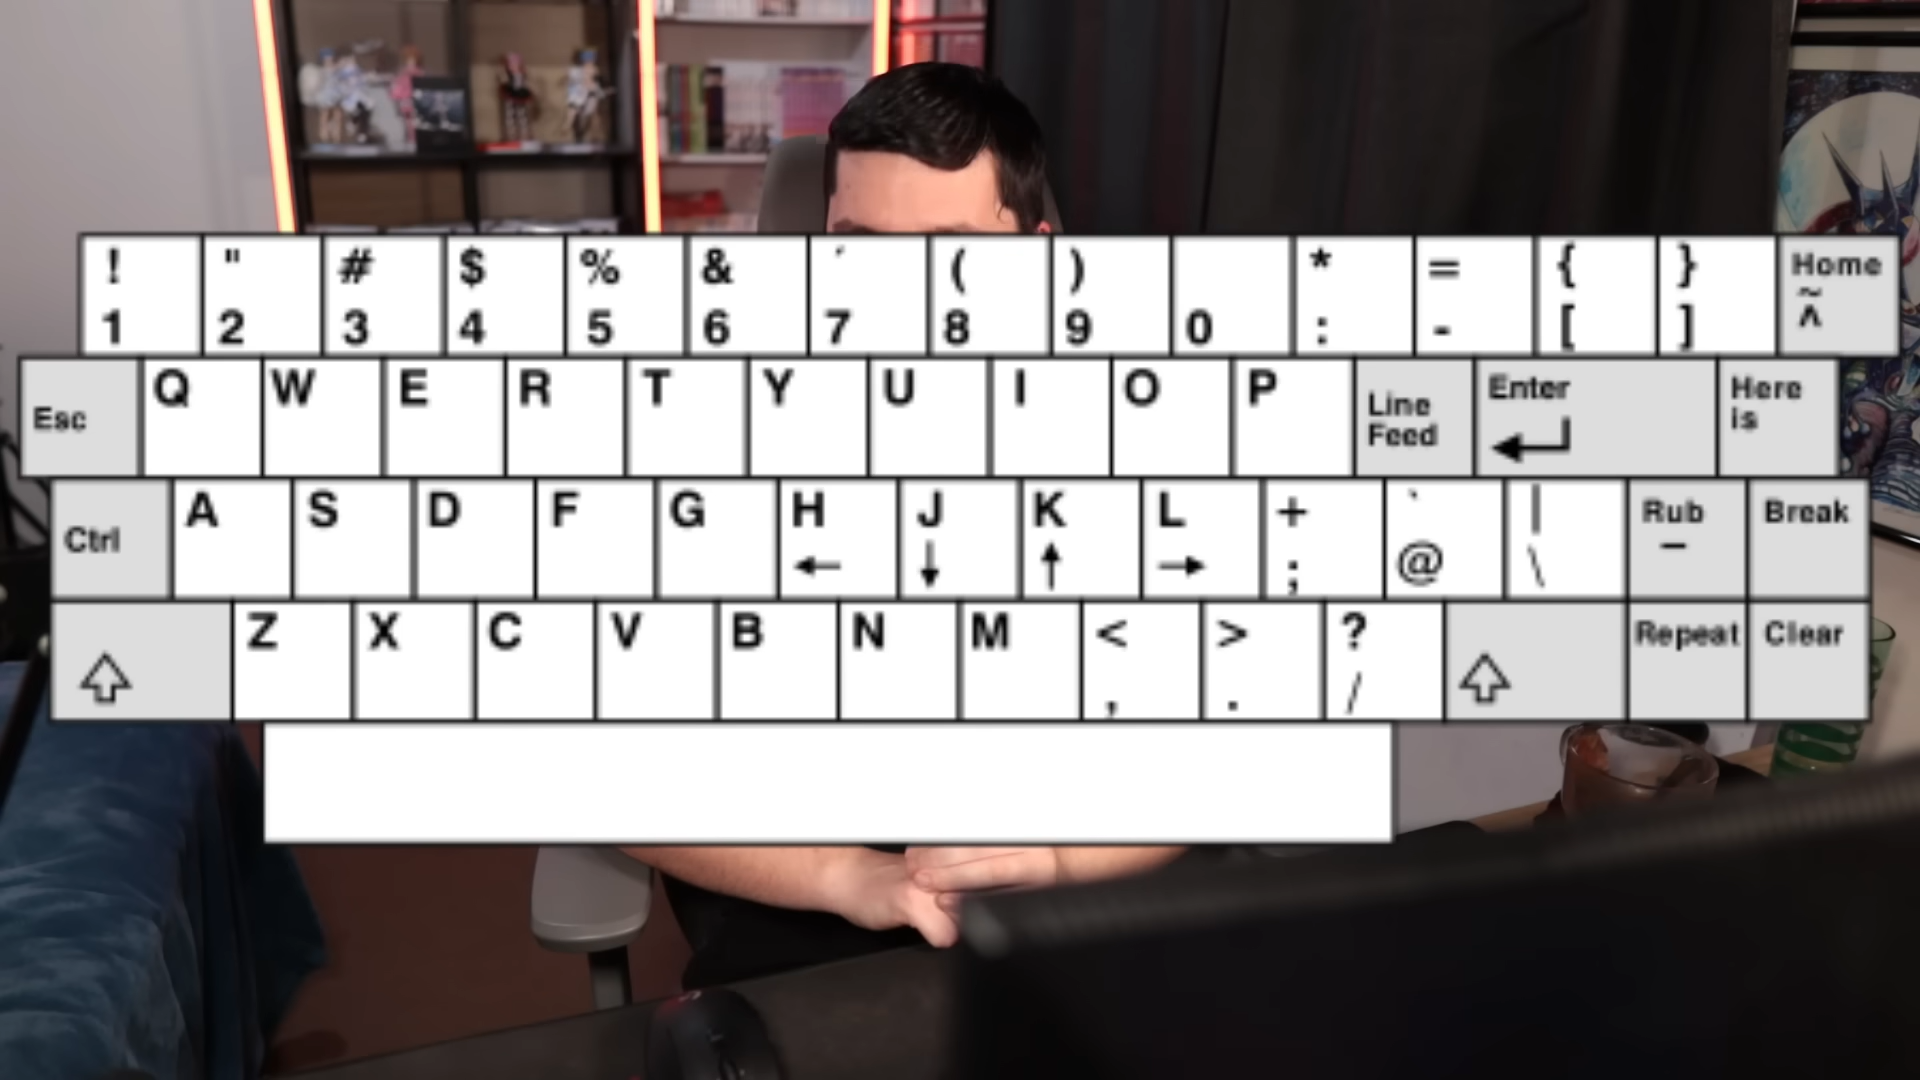 ! " # $ % & ´ ( ) * = { } Home
1 2 3 4 5 6 7 8 9 0 : - [ ] ~ ^
Esc Q W E R T Y U I O P Line Feed Enter Here is
Ctrl A S D F G H J K L + ` | Rub Break
← ↓ ↑ → ; @ \ —
Z X C V B N M < > ? Repeat Clear
, . /